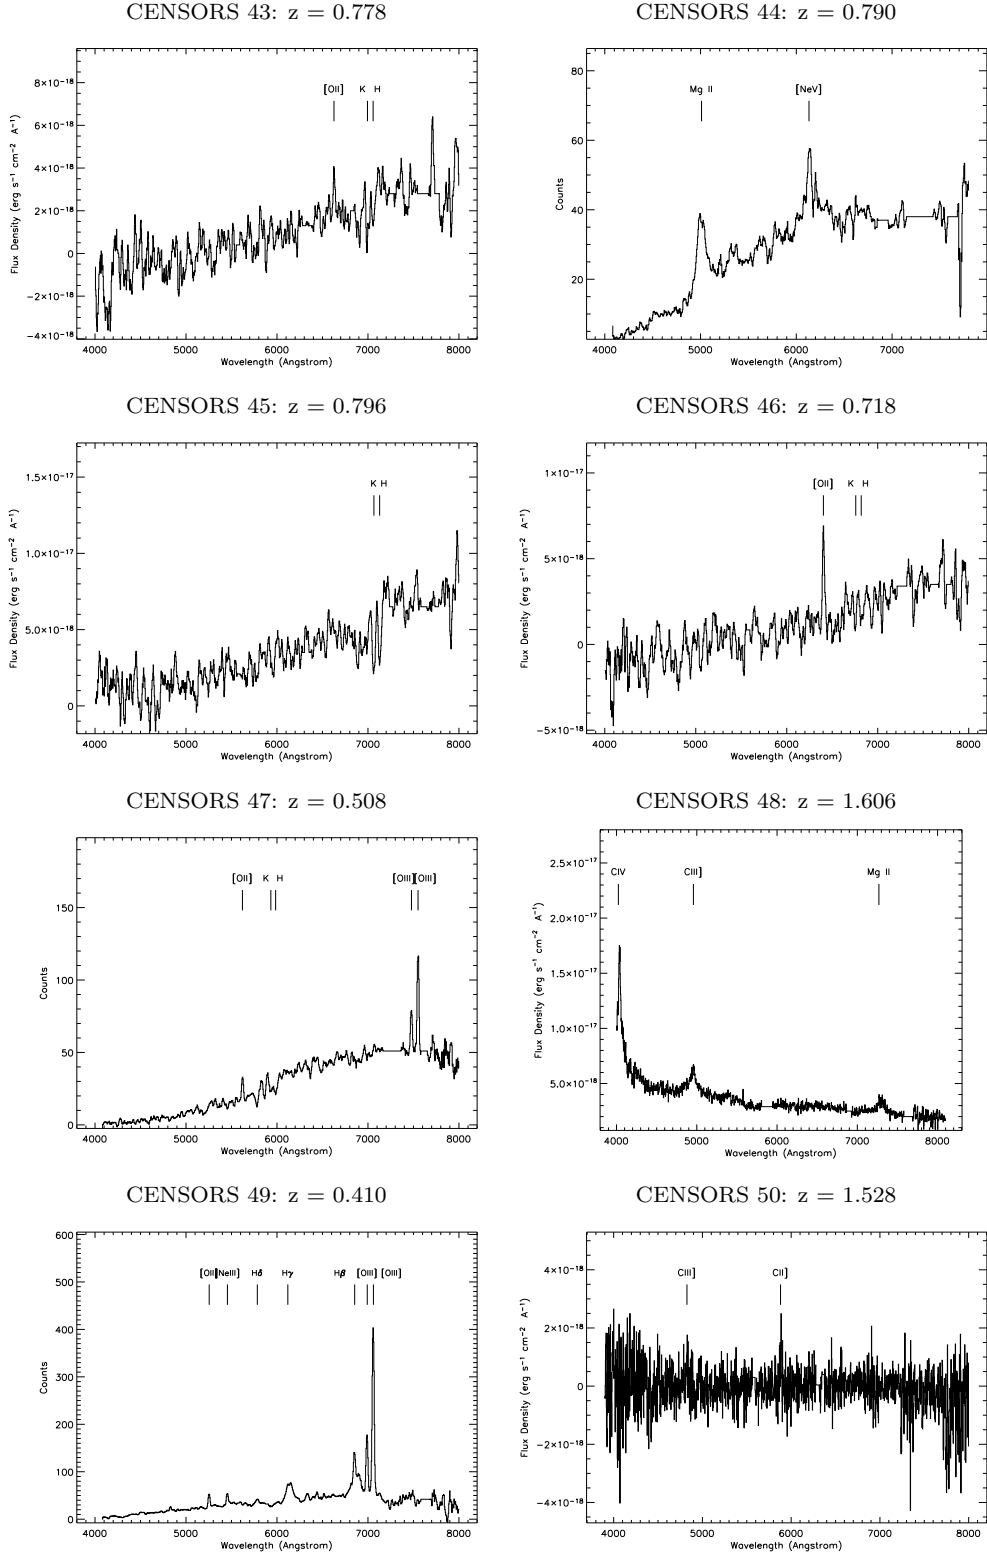 CENSORS 43: z = 0.778
CENSORS 44: z = 0.790
[OII] K H
8×10⁻¹⁸
6×10⁻¹⁸
4×10⁻¹⁸
2×10⁻¹⁸
0
−2×10⁻¹⁸
−4×10⁻¹⁸
Flux Density (erg s⁻¹ cm⁻² A⁻¹)
4000 5000 6000 7000 8000
Wavelength (Angstrom)
Mg II [NeV]
80
60
40
20
Counts
4000 5000 6000 7000
Wavelength (Angstrom)
CENSORS 45: z = 0.796
CENSORS 46: z = 0.718
K H
1.5×10⁻¹⁷
1.0×10⁻¹⁷
5.0×10⁻¹⁸
0
Flux Density (erg s⁻¹ cm⁻² A⁻¹)
4000 5000 6000 7000 8000
Wavelength (Angstrom)
[OII] K H
1×10⁻¹⁷
5×10⁻¹⁸
0
−5×10⁻¹⁸
Flux Density (erg s⁻¹ cm⁻² A⁻¹)
4000 5000 6000 7000 8000
Wavelength (Angstrom)
CENSORS 47: z = 0.508
CENSORS 48: z = 1.606
[OII] K H [OIII] [OIII]
150
100
50
0
Counts
4000 5000 6000 7000 8000
Wavelength (Angstrom)
CIV CIII] Mg II
2.5×10⁻¹⁷
2.0×10⁻¹⁷
1.5×10⁻¹⁷
1.0×10⁻¹⁷
5.0×10⁻¹⁸
Flux Density (erg s⁻¹ cm⁻² A⁻¹)
4000 5000 6000 7000 8000
Wavelength (Angstrom)
CENSORS 49: z = 0.410
CENSORS 50: z = 1.528
[OII] [NeIII] Hδ Hγ Hβ [OIII] [OIII]
600
500
400
300
200
100
0
Counts
4000 5000 6000 7000 8000
Wavelength (Angstrom)
CIII] CII]
4×10⁻¹⁸
2×10⁻¹⁸
0
−2×10⁻¹⁸
−4×10⁻¹⁸
Flux Density (erg s⁻¹ cm⁻² A⁻¹)
4000 5000 6000 7000 8000
Wavelength (Angstrom)